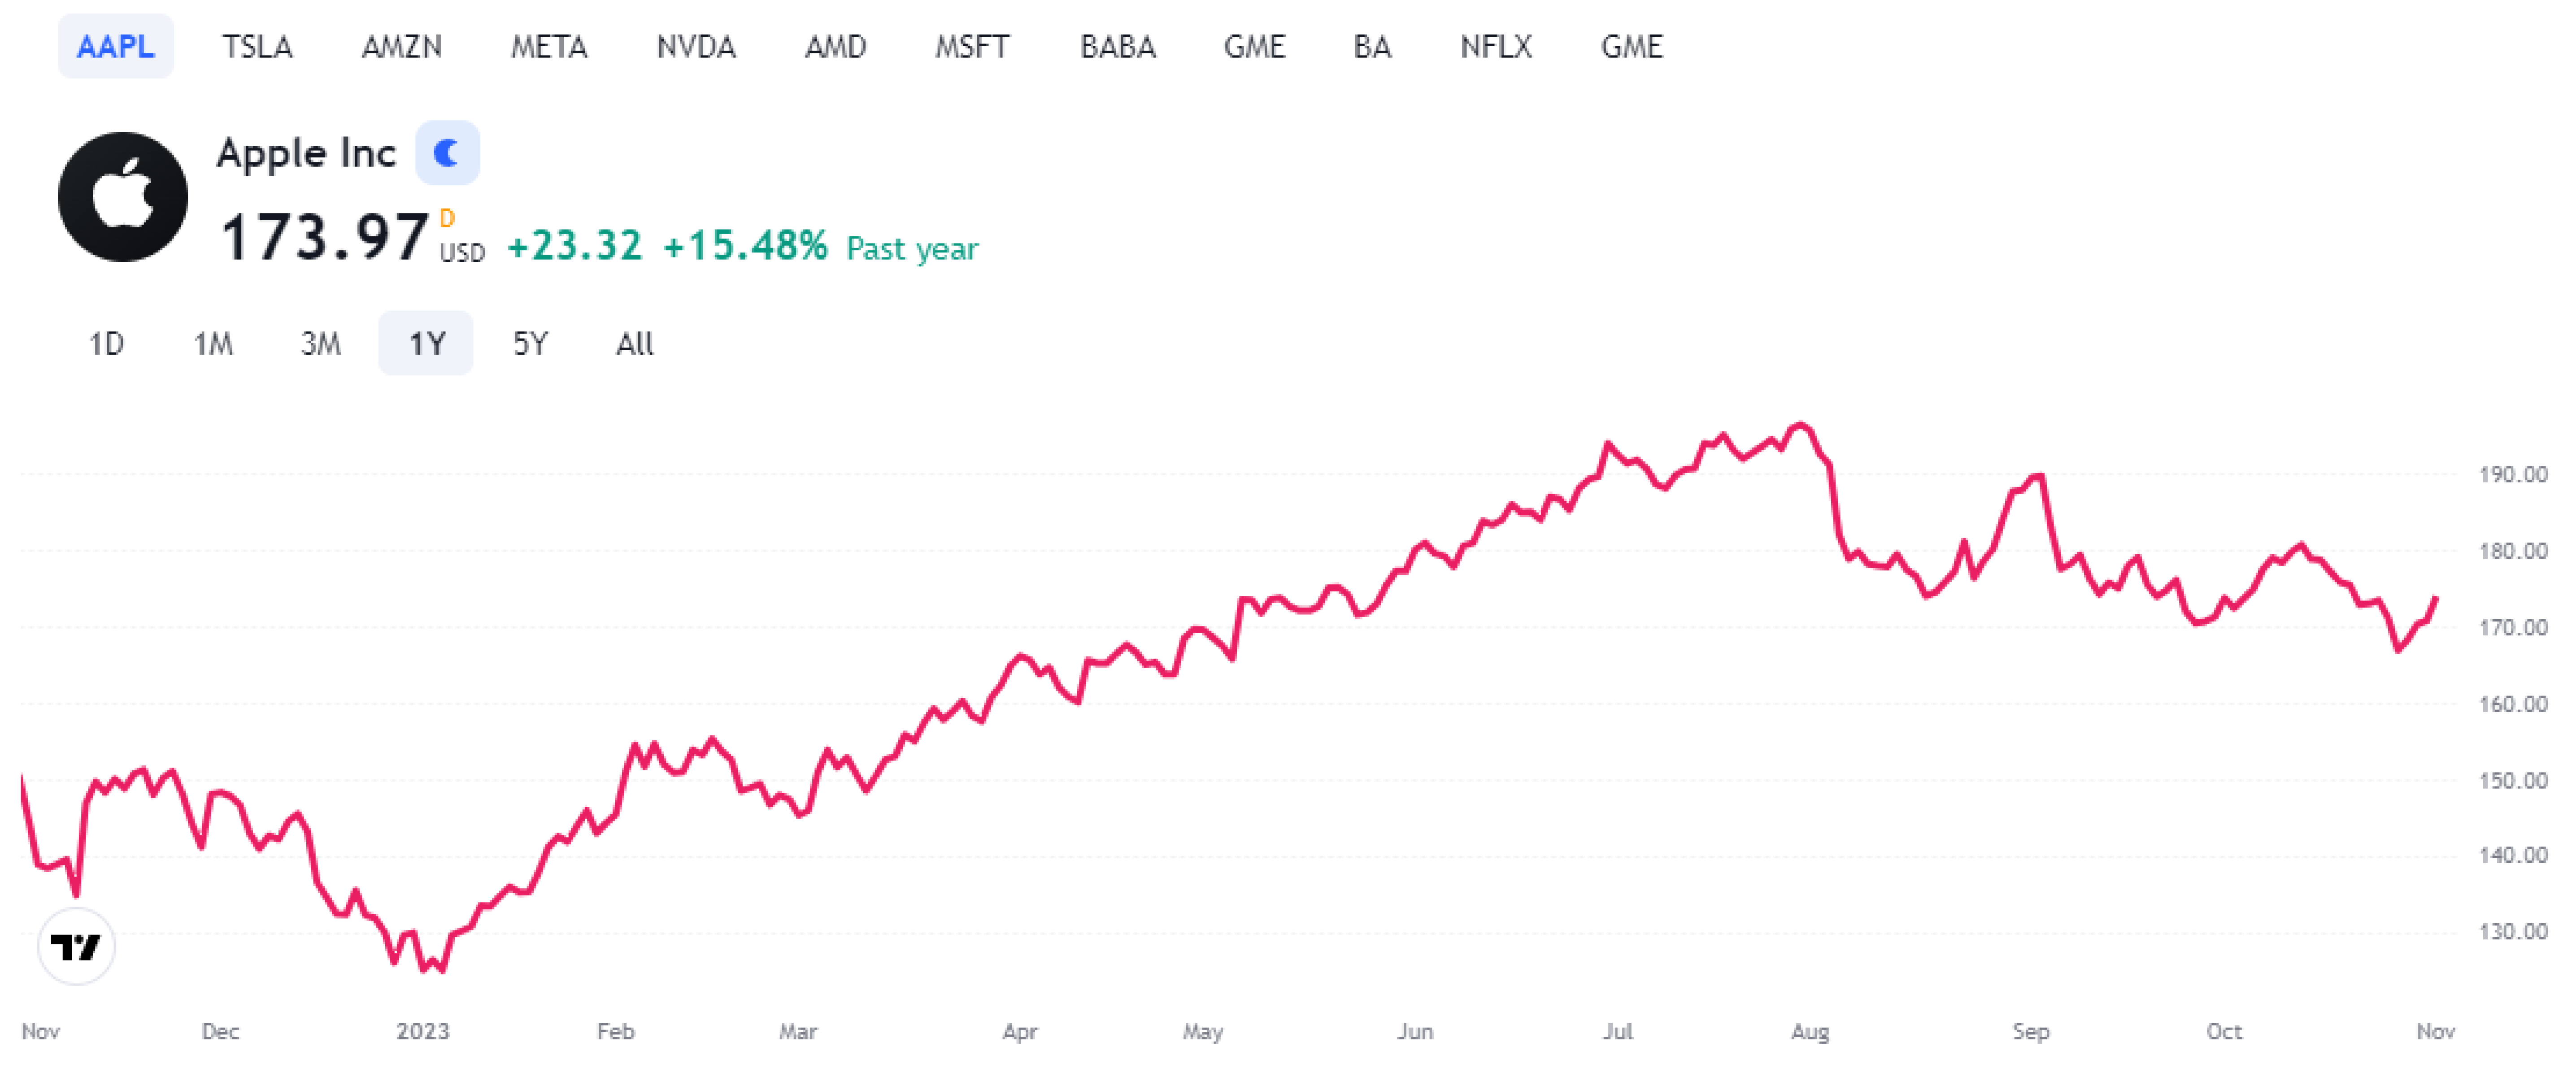 AAPL TSLA AMZN META NVDA AMD MSFT BABA GME BA NFLX GME
Apple Inc
173.97 D USD +23.32 +15.48% Past year
1D 1M 3M 1Y 5Y All
190.00
180.00
170.00
160.00
150.00
140.00
130.00
Nov Dec 2023 Feb Mar Apr May Jun Jul Aug Sep Oct Nov